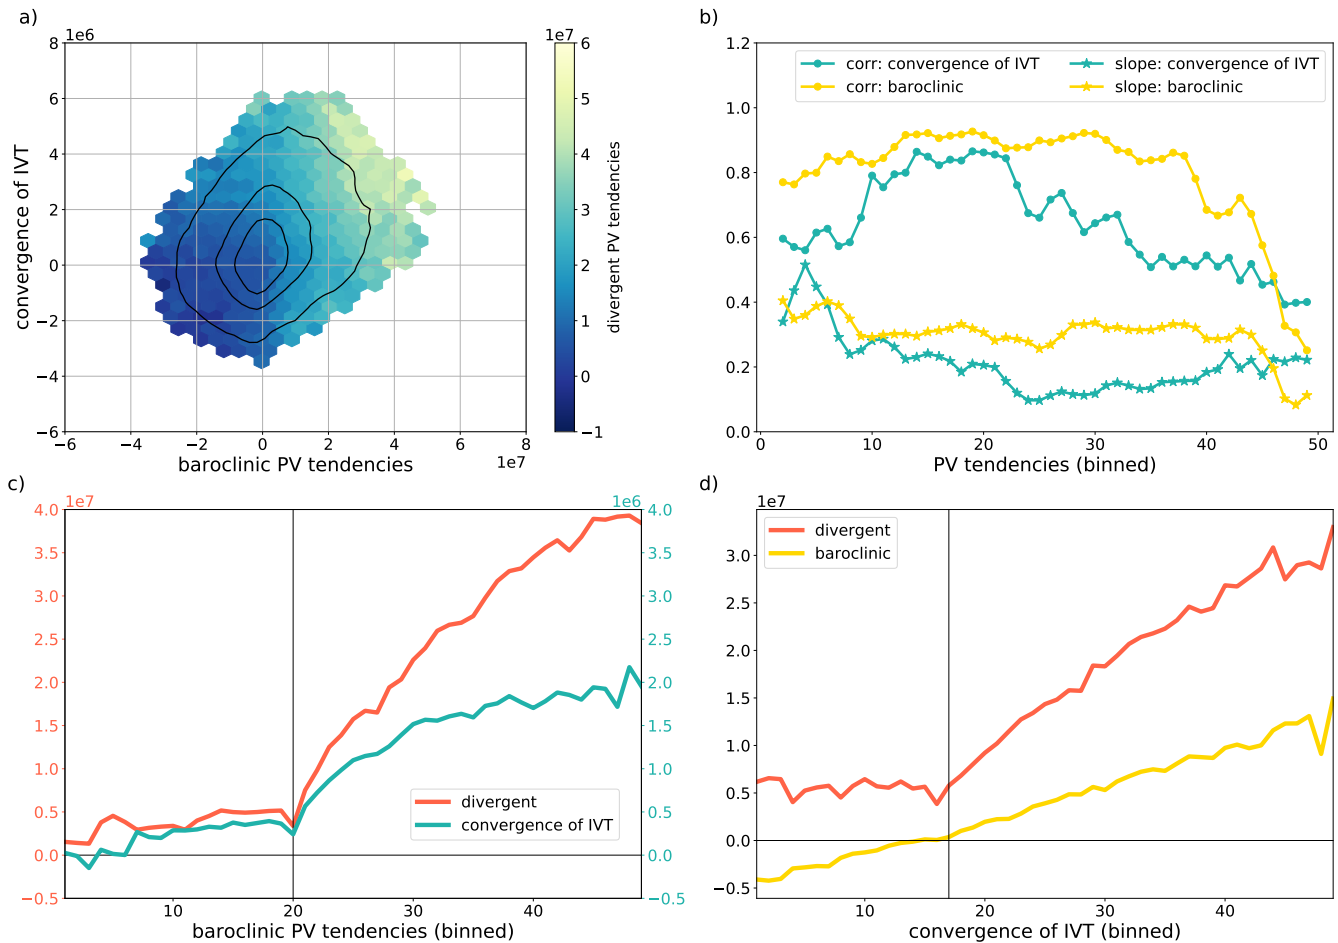 a)
1e6
8
6
4
2
0
−2
−4
−6
convergence of IVT
−6 −4 −2 0 2 4 6 8
1e7
baroclinic PV tendencies
1e7
6
5
4
3
2
1
0
−1
divergent PV tendencies
b)
1.2
1.0
0.8
0.6
0.4
0.2
0.0
corr: convergence of IVT
corr: baroclinic
slope: convergence of IVT
slope: baroclinic
0 10 20 30 40 50
PV tendencies (binned)
c)
1e7
1e6
4.0
3.5
3.0
2.5
2.0
1.5
1.0
0.5
0.0
−0.5
4.0
3.5
3.0
2.5
2.0
1.5
1.0
0.5
0.0
−0.5
divergent
convergence of IVT
10 20 30 40
baroclinic PV tendencies (binned)
d)
1e7
3.0
2.5
2.0
1.5
1.0
0.5
0.0
−0.5
divergent
baroclinic
10 20 30 40
convergence of IVT (binned)